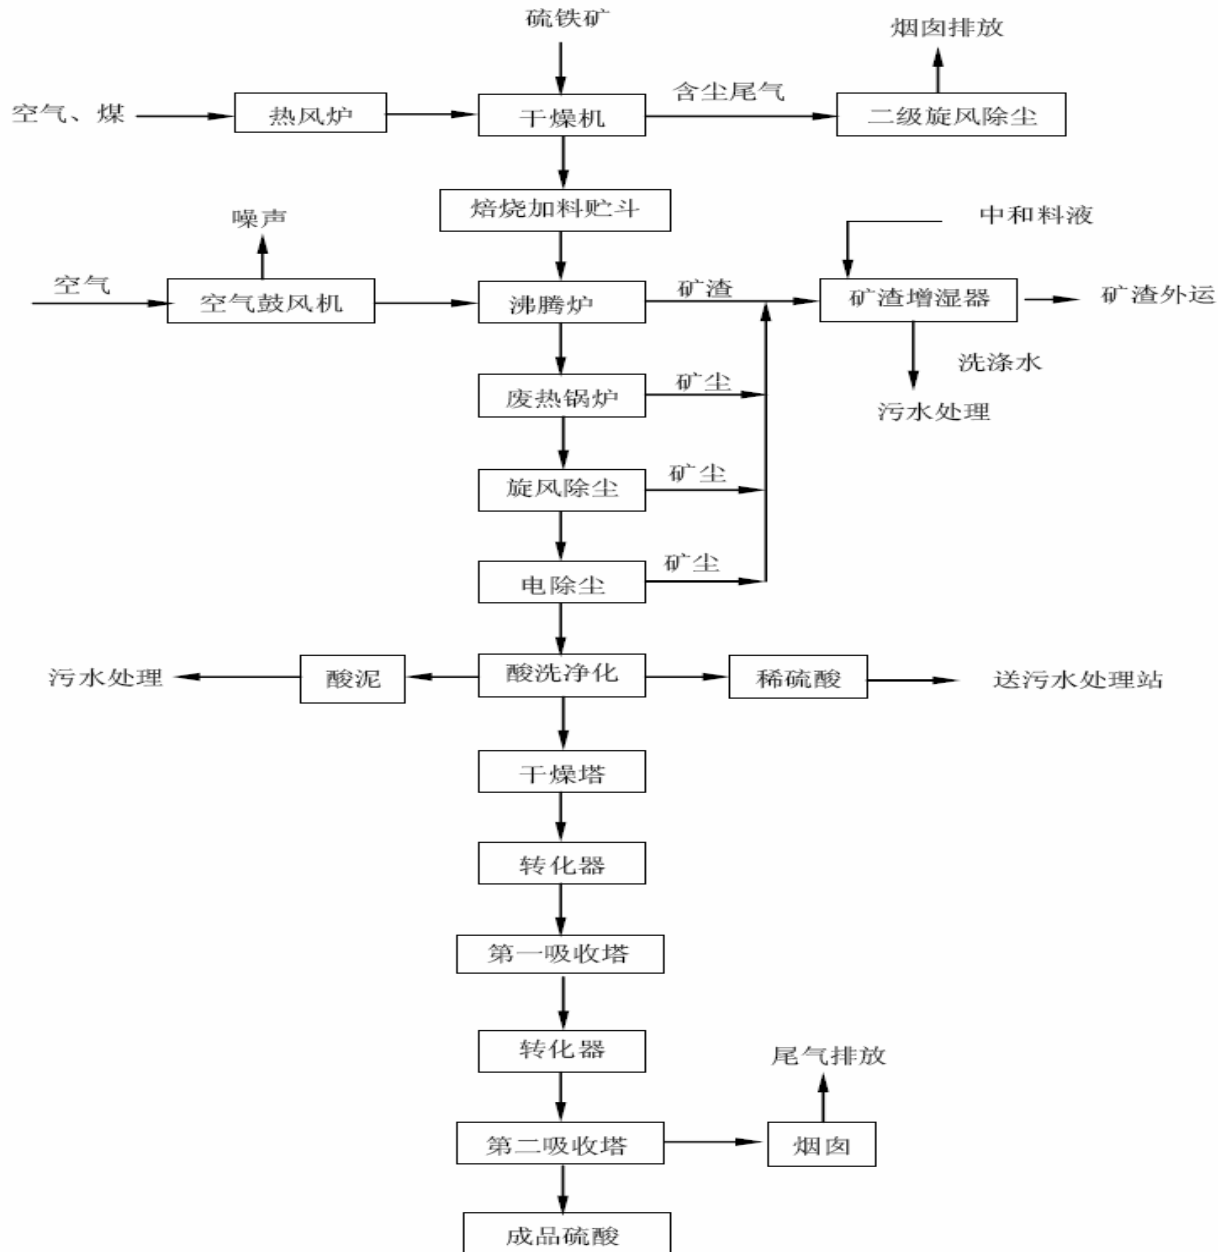 硫铁矿
烟囱排放
空气、煤
热风炉
干燥机
含尘尾气
二级旋风除尘
焙烧加料贮斗
噪声
中和料液
空气
空气鼓风机
沸腾炉
矿渣
矿渣增湿器
矿渣外运
洗涤水
废热锅炉
矿尘
污水处理
旋风除尘
矿尘
电除尘
矿尘
污水处理
酸泥
酸洗净化
稀硫酸
送污水处理站
干燥塔
转化器
第一吸收塔
转化器
尾气排放
第二吸收塔
烟囱
成品硫酸